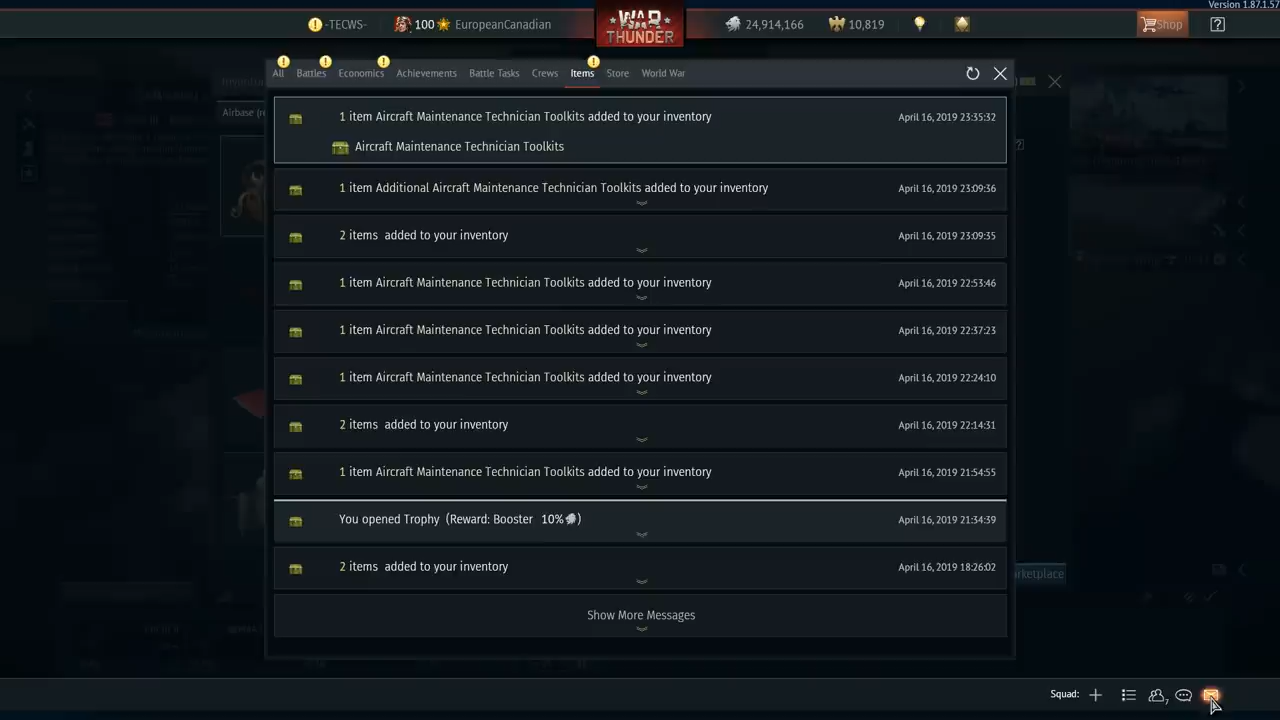 Version 1.87.1.57
-TECWS-
100 EuropeanCanadian
WAR THUNDER
24,914,166
10,819
Shop
All
Battles
Economics
Achievements
Battle Tasks
Crews
Items
Store
World War
1 item Aircraft Maintenance Technician Toolkits added to your inventory
April 16, 2019 23:35:32
Aircraft Maintenance Technician Toolkits
1 item Additional Aircraft Maintenance Technician Toolkits added to your inventory
April 16, 2019 23:09:36
2 items added to your inventory
April 16, 2019 23:09:35
1 item Aircraft Maintenance Technician Toolkits added to your inventory
April 16, 2019 22:53:46
1 item Aircraft Maintenance Technician Toolkits added to your inventory
April 16, 2019 22:37:23
1 item Aircraft Maintenance Technician Toolkits added to your inventory
April 16, 2019 22:24:10
2 items added to your inventory
April 16, 2019 22:14:31
1 item Aircraft Maintenance Technician Toolkits added to your inventory
April 16, 2019 21:54:55
You opened Trophy (Reward: Booster 10%)
April 16, 2019 21:34:39
2 items added to your inventory
April 16, 2019 18:26:02
Show More Messages
Airbase
Squad:
7